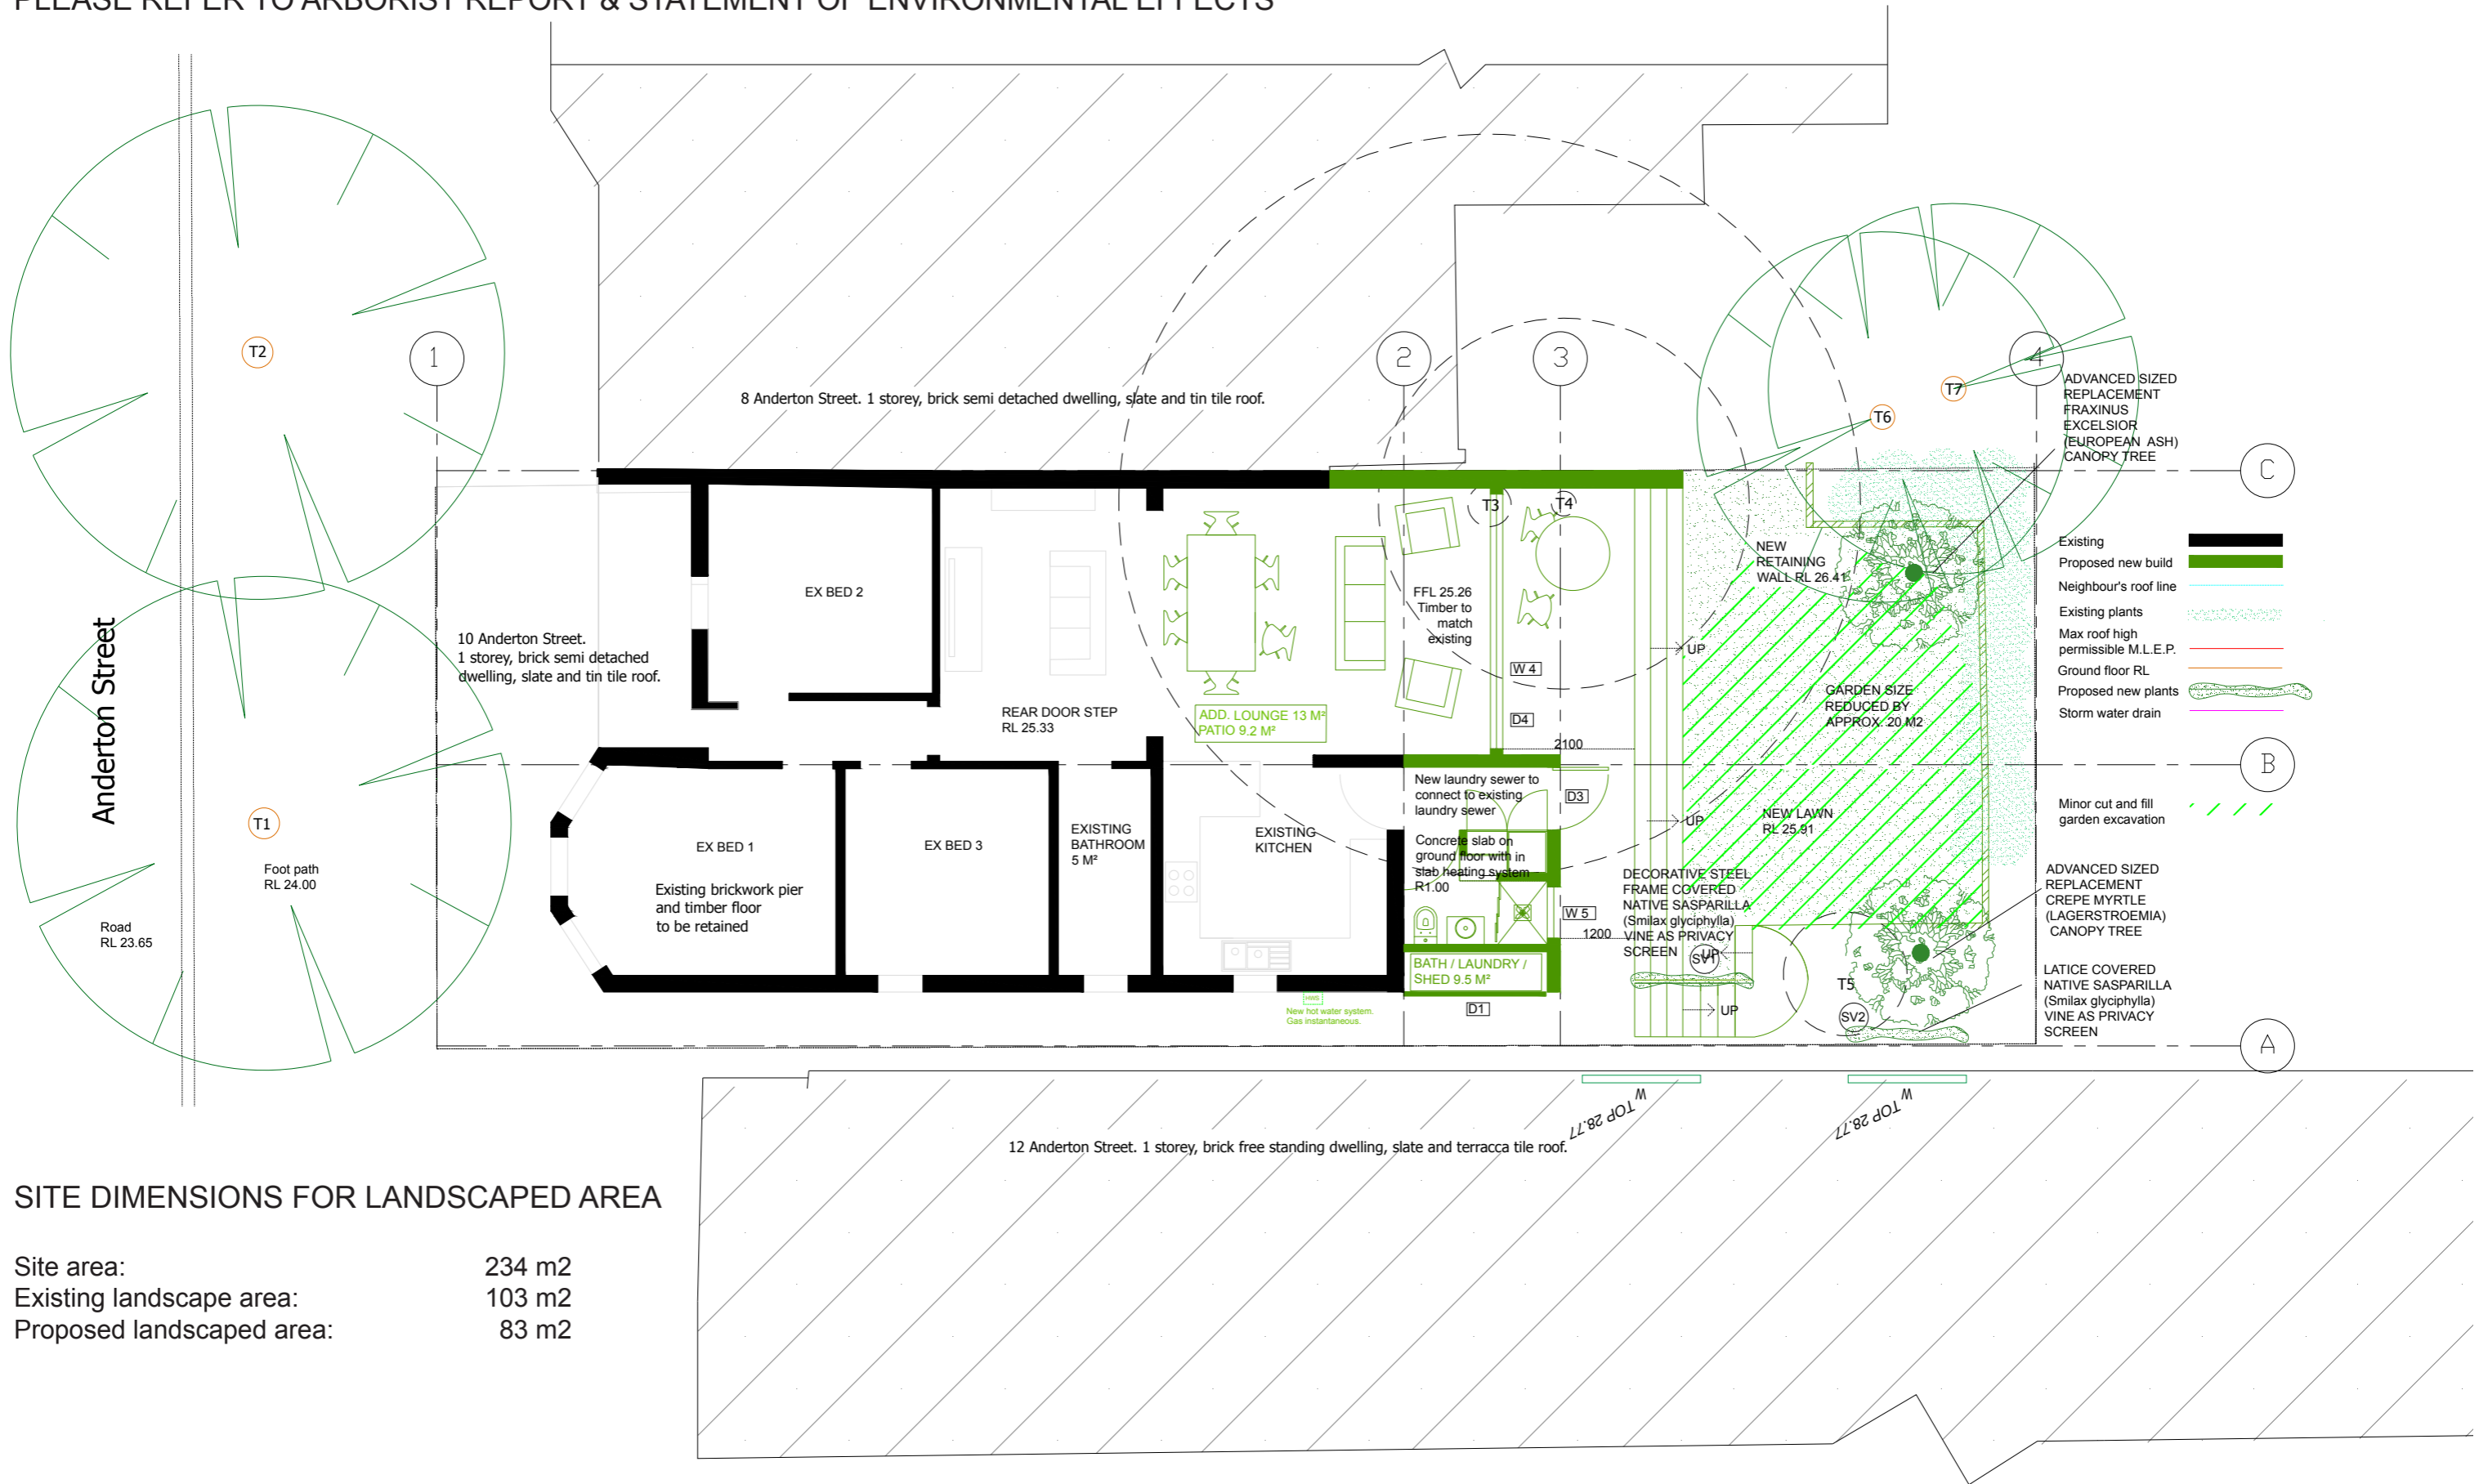 PLEASE REFER TO ARBORIST REPORT & STATEMENT OF ENVIRONMENTAL EFFECTS
T2
1
2
3
4
T7
T6
ADVANCED SIZED
REPLACEMENT
FRAXINUS
EXCELSIOR
(EUROPEAN ASH)
CANOPY TREE
8 Anderton Street. 1 storey, brick semi detached dwelling, slate and tin tile roof.
C
T3
T4
Existing
Proposed new build
Neighbour's roof line
Existing plants
Max roof high
permissible M.L.E.P.
Ground floor RL
Proposed new plants
Storm water drain
NEW
RETAINING
WALL RL 26.41
EX BED 2
FFL 25.26
Timber to
match
existing
Anderton Street
10 Anderton Street.
1 storey, brick semi detached
dwelling, slate and tin tile roof.
UP
W 4
GARDEN SIZE
REDUCED BY
APPROX. 20 M2
REAR DOOR STEP
RL 25.33
ADD. LOUNGE 13 M²
PATIO 9.2 M²
D4
2100
B
New laundry sewer to
connect to existing
laundry sewer
D3
Minor cut and fill
garden excavation
T1
UP
NEW LAWN
RL 25.91
EX BED 1
EX BED 3
EXISTING
BATHROOM
5 M²
EXISTING
KITCHEN
Concrete slab on
ground floor with in
slab heating system
R1.00
Foot path
RL 24.00
Existing brickwork pier
and timber floor
to be retained
DECORATIVE STEEL
FRAME COVERED
NATIVE SASPARILLA
(Smilax glyciphylla)
VINE AS PRIVACY
SCREEN
ADVANCED SIZED
REPLACEMENT
CREPE MYRTLE
(LAGERSTROEMIA)
CANOPY TREE
Road
RL 23.65
W 5
1200
SV1
UP
BATH / LAUNDRY /
SHED 9.5 M²
T5
LATICE COVERED
NATIVE SASPARILLA
(Smilax glyciphylla)
VINE AS PRIVACY
SCREEN
HWS
New hot water system.
Gas instantaneous.
D1
UP
SV2
A
W
TOP 28.77
W
TOP 28.77
12 Anderton Street. 1 storey, brick free standing dwelling, slate and terracca tile roof.
SITE DIMENSIONS FOR LANDSCAPED AREA
Site area: 234 m2
Existing landscape area: 103 m2
Proposed landscaped area: 83 m2